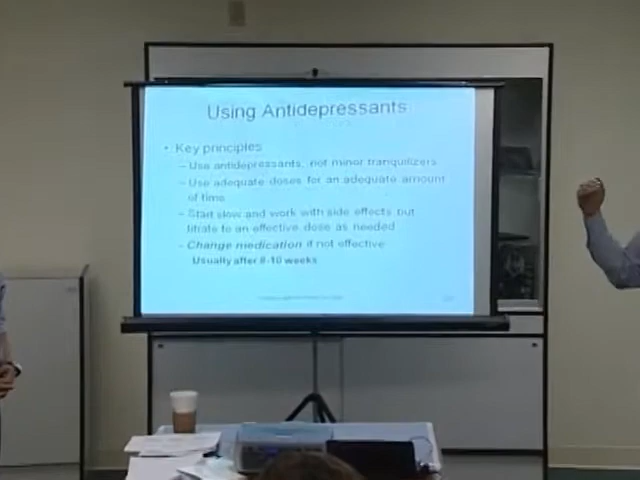 Using Antidepressants
• Key principles
– Use antidepressants, not minor tranquilizers
– Use adequate doses for an adequate amount
of time
– Start slow and work with side effects but
titrate to an effective dose as needed
– Change medication if not effective
Usually after 8-10 weeks